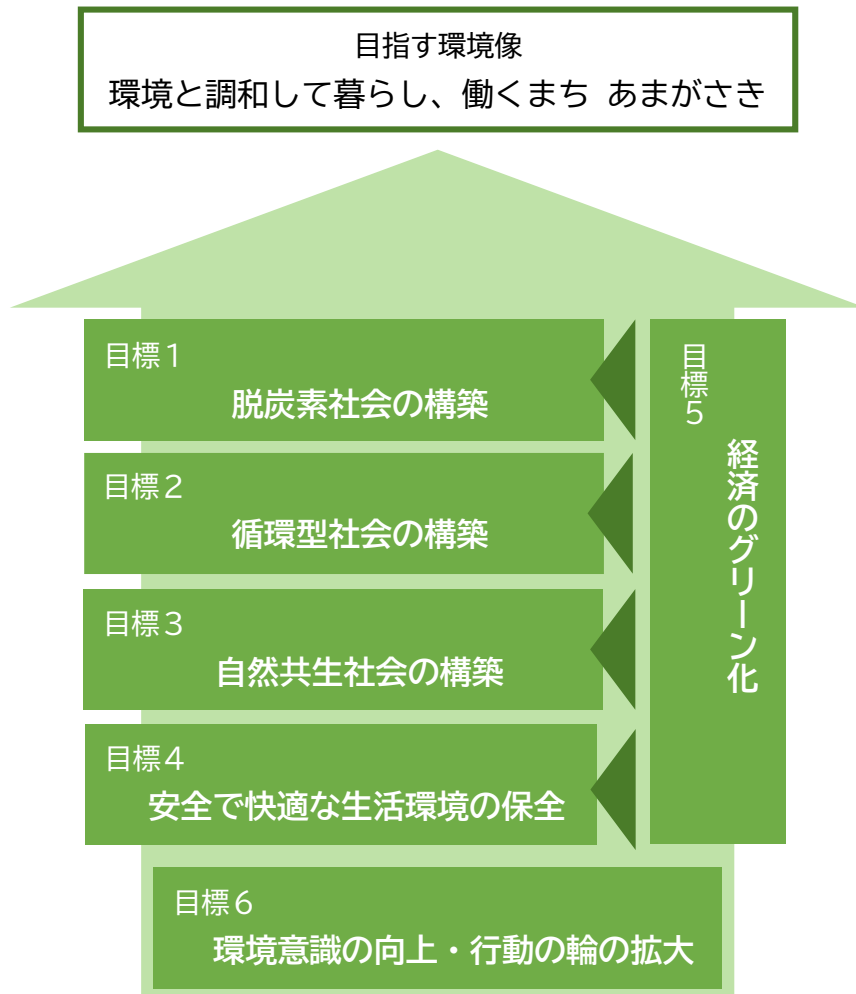 目指す環境像
環境と調和して暮らし、働くまち あまがさき
目標1
脱炭素社会の構築
目標2
循環型社会の構築
目標3
自然共生社会の構築
目標4
安全で快適な生活環境の保全
目標5
経済のグリーン化
目標6
環境意識の向上・行動の輪の拡大